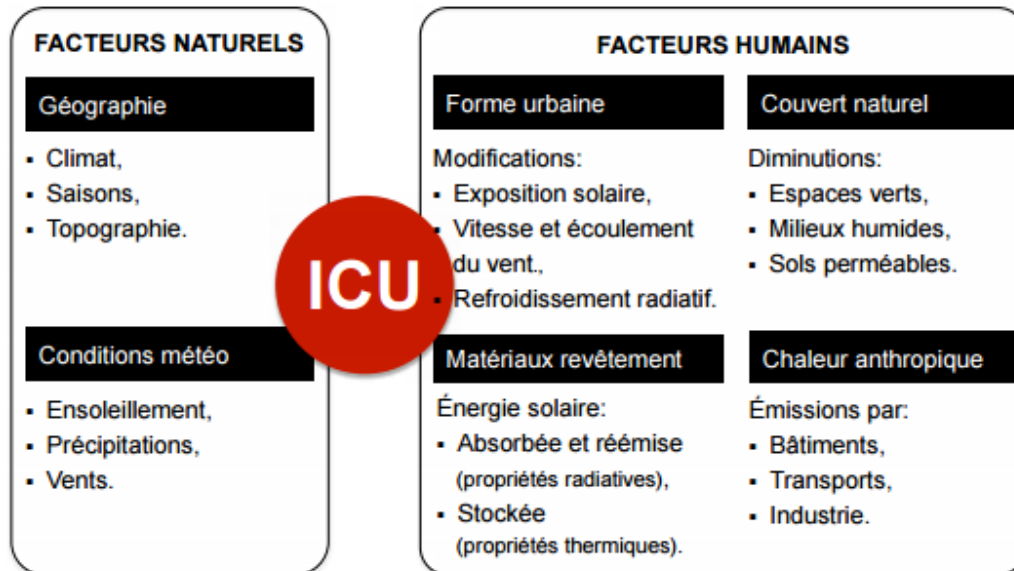 FACTEURS NATURELS
Géographie
▪ Climat,
▪ Saisons,
▪ Topographie.
Conditions météo
▪ Ensoleillement,
▪ Précipitations,
▪ Vents.
ICU
FACTEURS HUMAINS
Forme urbaine
Modifications:
▪ Exposition solaire,
▪ Vitesse et écoulement
du vent.,
▪ Refroidissement radiatif.
Couvert naturel
Diminutions:
▪ Espaces verts,
▪ Milieux humides,
▪ Sols perméables.
Matériaux revêtement
Énergie solaire:
▪ Absorbée et réémise
(propriétés radiatives),
▪ Stockée
(propriétés thermiques).
Chaleur anthropique
Émissions par:
▪ Bâtiments,
▪ Transports,
▪ Industrie.